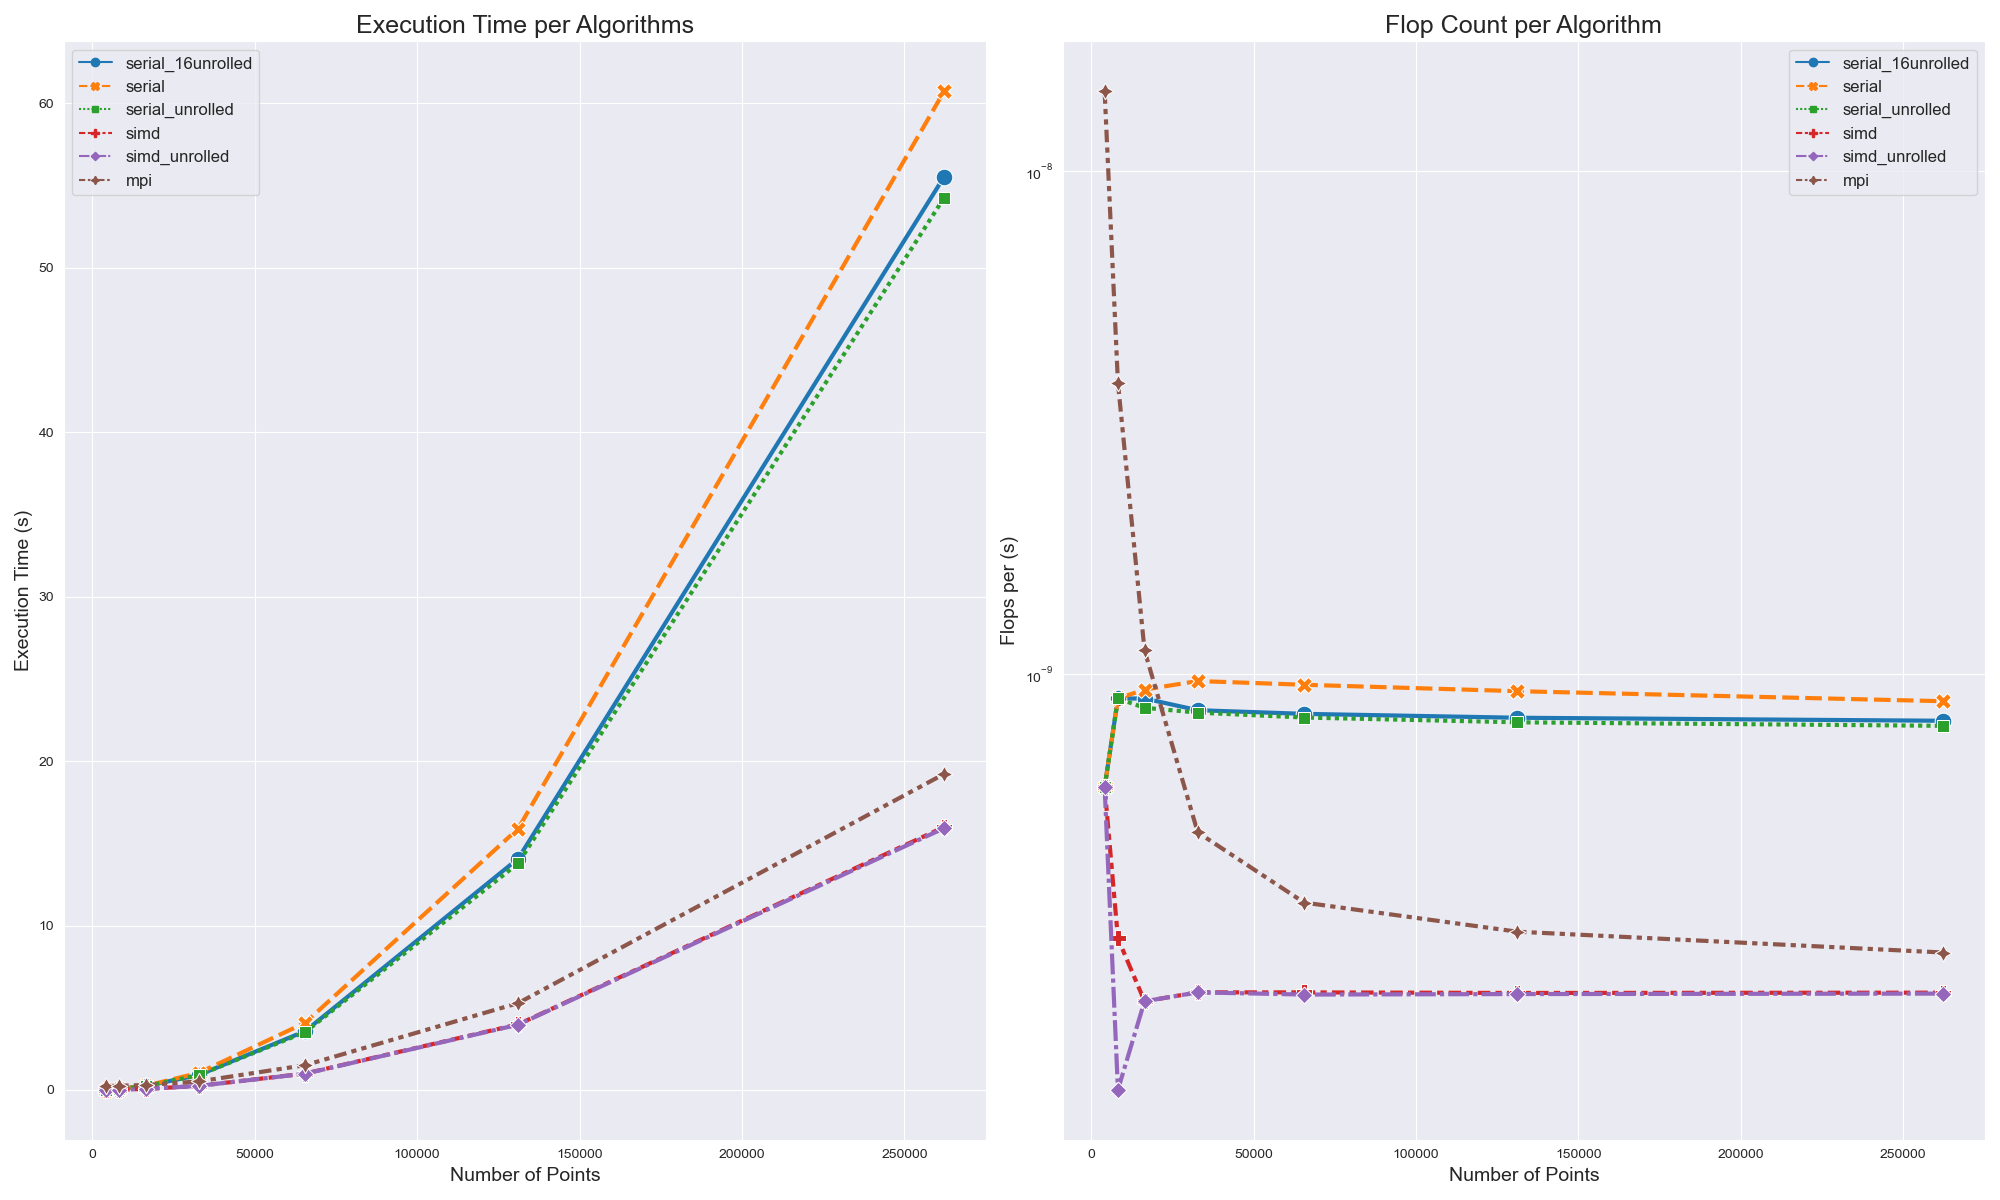 Execution Time per Algorithms
serial_16unrolled
serial
serial_unrolled
simd
simd_unrolled
mpi
60
50
40
30
20
10
0
Execution Time (s)
0 50000 100000 150000 200000 250000
Number of Points
Flop Count per Algorithm
serial_16unrolled
serial
serial_unrolled
simd
simd_unrolled
mpi
10⁻⁸
10⁻⁹
Flops per (s)
0 50000 100000 150000 200000 250000
Number of Points